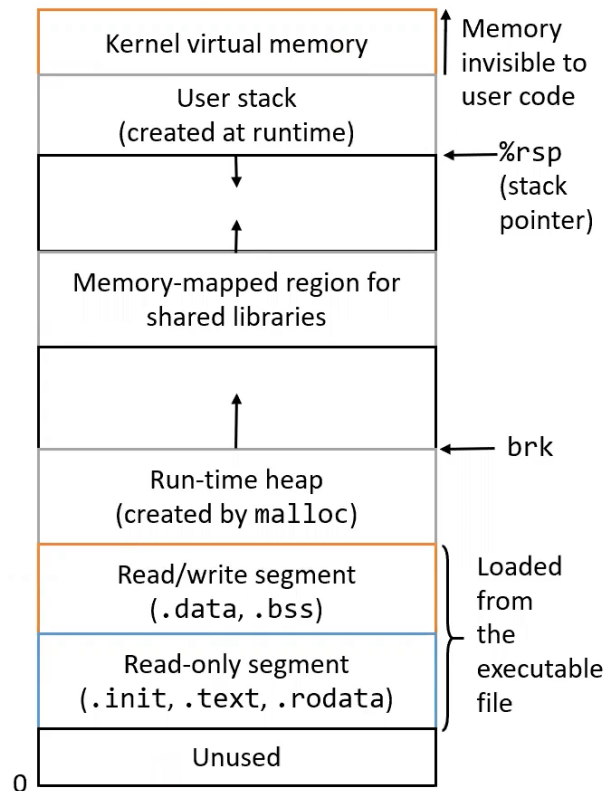 Kernel virtual memory
Memory
invisible to
user code
User stack
(created at runtime)
%rsp
(stack
pointer)
Memory-mapped region for
shared libraries
brk
Run-time heap
(created by malloc)
Read/write segment
(.data, .bss)
Loaded
from
the
executable
file
Read-only segment
(.init, .text, .rodata)
Unused
0